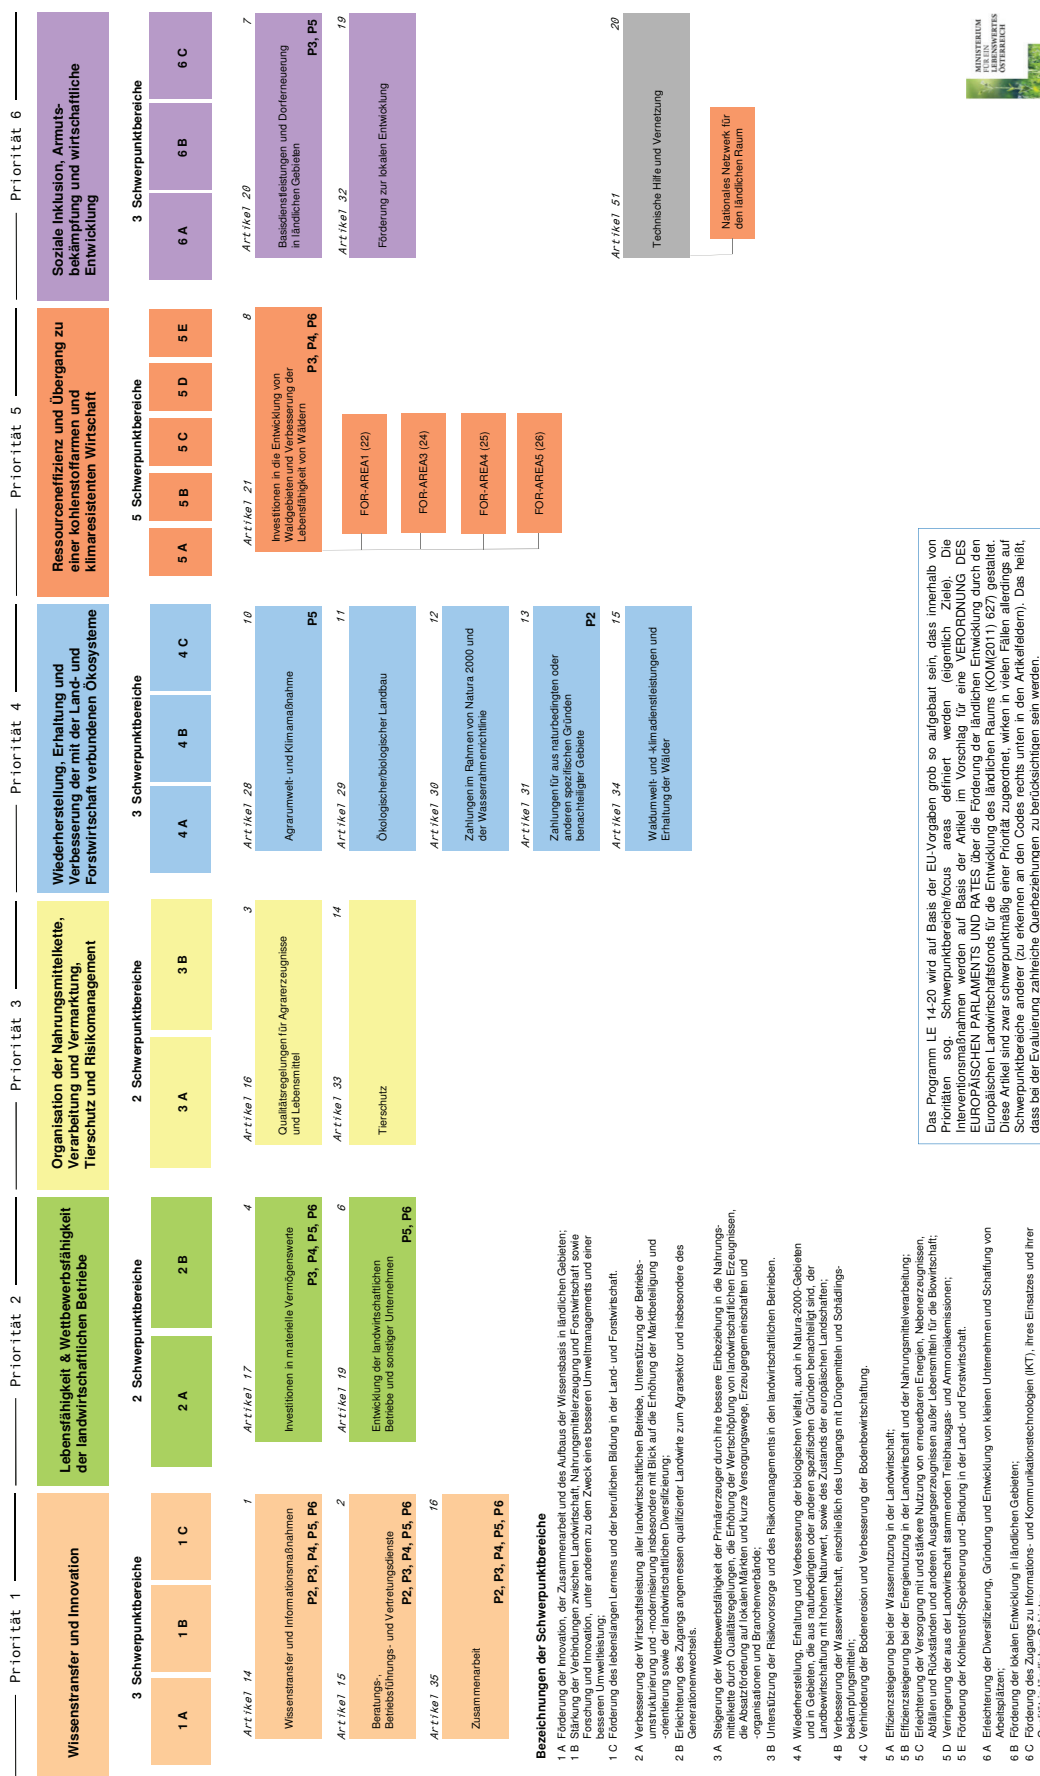 Priorität 1
Wissenstransfer und Innovation
3 Schwerpunktbereiche
1 A
1 B
1 C
Artikel 14
1
Wissenstransfer und Informationsmaßnahmen
P2, P3, P4, P5, P6
Artikel 15
2
Beratungs-,
Betriebsführungs- und Vertretungsdienste
P2, P3, P4, P5, P6
Artikel 35
16
Zusammenarbeit
P2, P3, P4, P5, P6
Priorität 2
Lebensfähigkeit & Wettbewerbsfähigkeit
der landwirtschaftlichen Betriebe
2 Schwerpunktbereiche
2 A
2 B
Artikel 17
4
Investitionen in materielle Vermögenswerte
P3, P4, P5, P6
Artikel 19
6
Entwicklung der landwirtschaftlichen
Betriebe und sonstiger Unternehmen
P5, P6
Priorität 3
Organisation der Nahrungsmittelkette,
Verarbeitung und Vermarktung,
Tierschutz und Risikomanagement
2 Schwerpunktbereiche
3 A
3 B
Artikel 16
3
Qualitätsregelungen für Agrarerzeugnisse
und Lebensmittel
Artikel 33
14
Tierschutz
Priorität 4
Wiederherstellung, Erhaltung und
Verbesserung der mit der Land- und
Forstwirtschaft verbundenen Ökosysteme
3 Schwerpunktbereiche
4 A
4 B
4 C
Artikel 28
10
Agrarumwelt- und Klimamaßnahme
P5
Artikel 29
11
Ökologischer/biologischer Landbau
Artikel 30
12
Zahlungen im Rahmen von Natura 2000 und
der Wasserrahmenrichtlinie
Artikel 31
13
Zahlungen für aus naturbedingten oder
anderen spezifischen Gründen
benachteiligter Gebiete
P2
Artikel 34
15
Waldumwelt- und -klimadienstleistungen und
Erhaltung der Wälder
Priorität 5
Ressourceneffizienz und Übergang zu
einer kohlenstoffarmen und
klimaresistenten Wirtschaft
5 Schwerpunktbereiche
5 A
5 B
5 C
5 D
5 E
Artikel 21
8
Investitionen in die Entwicklung von
Waldgebieten und Verbesserung der
Lebensfähigkeit von Wäldern
P3, P4, P6
FOR-AREA1 (22)
FOR-AREA3 (24)
FOR-AREA4 (25)
FOR-AREA5 (26)
Priorität 6
Soziale Inklusion, Armuts-
bekämpfung und wirtschaftliche
Entwicklung
3 Schwerpunktbereiche
6 A
6 B
6 C
Artikel 20
7
Basisdienstleistungen und Dorferneuerung
in ländlichen Gebieten
P3, P5
Artikel 32
19
Förderung zur lokalen Entwicklung
Artikel 51
20
Technische Hilfe und Vernetzung
Nationales Netzwerk für
den ländlichen Raum
Bezeichnungen der Schwerpunktbereiche
1 A Förderung der Innovation, der Zusammenarbeit und des Aufbaus der Wissensbasis in ländlichen Gebieten;
1 B Stärkung der Verbindungen zwischen Landwirtschaft, Nahrungsmittelerzeugung und Forstwirtschaft sowie
Forschung und Innovation, unter anderem zu dem Zweck eines besseren Umweltmanagements und einer
besseren Umweltleistung;
1 C Förderung des lebenslangen Lernens und der beruflichen Bildung in der Land- und Forstwirtschaft.
2 A Verbesserung der Wirtschaftsleistung aller landwirtschaftlichen Betriebe, Unterstützung der Betriebs-
umstrukturierung und -modernisierung insbesondere mit Blick auf die Erhöhung der Marktbeteiligung und
-orientierung sowie der landwirtschaftlichen Diversifizierung;
2 B Erleichterung des Zugangs angemessen qualifizierter Landwirte zum Agrarsektor und insbesondere des
Generationenwechsels.
3 A Steigerung der Wettbewerbsfähigkeit der Primärerzeuger durch ihre bessere Einbeziehung in die Nahrungs-
mittelkette durch Qualitätsregelungen, die Erhöhung der Wertschöpfung von landwirtschaftlichen Erzeugnissen,
die Absatzförderung auf lokalen Märkten und kurze Versorgungswege, Erzeugergemeinschaften und
-organisationen und Branchenverbände;
3 B Unterstützung der Risikovorsorge und des Risikomanagements in den landwirtschaftlichen Betrieben.
4 A Wiederherstellung, Erhaltung und Verbesserung der biologischen Vielfalt, auch in Natura-2000-Gebieten
und in Gebieten, die aus naturbedingten oder anderen spezifischen Gründen benachteiligt sind, der
Landbewirtschaftung mit hohem Naturwert, sowie des Zustands der europäischen Landschaften;
4 B Verbesserung der Wasserwirtschaft, einschließlich des Umgangs mit Düngemitteln und Schädlings-
bekämpfungsmitteln;
4 C Verhinderung der Bodenerosion und Verbesserung der Bodenbewirtschaftung.
5 A Effizienzsteigerung bei der Wassernutzung in der Landwirtschaft;
5 B Effizienzsteigerung bei der Energienutzung in der Landwirtschaft und der Nahrungsmittelverarbeitung;
5 C Erleichterung der Versorgung mit und stärkere Nutzung von erneuerbaren Energien, Nebenerzeugnissen,
Abfällen und Rückständen und anderen Ausgangserzeugnissen außer Lebensmitteln für die Biowirtschaft;
5 D Verringerung der aus der Landwirtschaft stammenden Treibhausgas- und Ammoniakemissionen;
5 E Förderung der Kohlenstoff-Speicherung und -Bindung in der Land- und Forstwirtschaft.
6 A Erleichterung der Diversifizierung, Gründung und Entwicklung von kleinen Unternehmen und Schaffung von
Arbeitsplätzen;
6 B Förderung der lokalen Entwicklung in ländlichen Gebieten;
6 C Förderung des Zugangs zu Informations- und Kommunikationstechnologien (IKT), ihres Einsatzes und ihrer
Das Programm LE 14-20 wird auf Basis der EU-Vorgaben grob so aufgebaut sein, dass innerhalb von
Prioritäten sog. Schwerpunktbereiche/focus areas definiert werden (eigentlich Ziele). Die
Interventionsmaßnahmen werden auf Basis der Artikel im Vorschlag für eine VERORDNUNG DES
EUROPÄISCHEN PARLAMENTS UND RATES über die Förderung der ländlichen Entwicklung durch den
Europäischen Landwirtschaftsfonds für die Entwicklung des ländlichen Raums (KOM(2011) 627) gestaltet.
Diese Artikel sind zwar schwerpunktmäßig einer Priorität zugeordnet, wirken in vielen Fällen allerdings auf
Schwerpunktbereiche anderer (zu erkennen an den Codes rechts unten in den Artikelfeldern). Das heißt,
dass bei der Evaluierung zahlreiche Querbeziehungen zu berücksichtigen sein werden.
MINISTERIUM
FÜR EIN
LEBENSWERTES
ÖSTERREICH